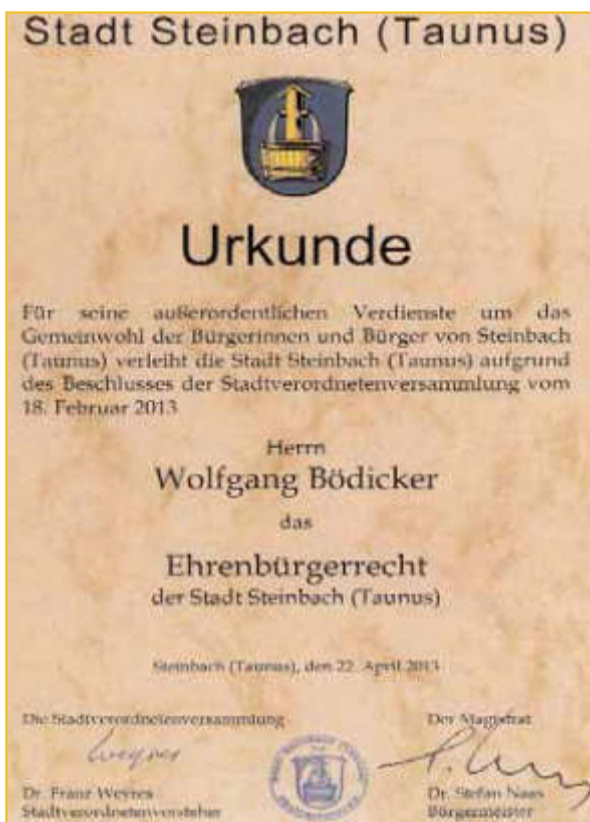 Stadt Steinbach (Taunus)
Urkunde
Für seine außerordentlichen Verdienste um das
Gemeinwohl der Bürgerinnen und Bürger von Steinbach
(Taunus) verleiht die Stadt Steinbach (Taunus) aufgrund
des Beschlusses der Stadtverordnetenversammlung vom
18. Februar 2013
Herrn
Wolfgang Bödicker
das
Ehrenbürgerrecht
der Stadt Steinbach (Taunus)
Steinbach (Taunus), den 22. April 2013
Die Stadtverordnetenversammlung
Der Magistrat
Dr. Franz
Stadtverordnetenvorsteher
Dr. Stefan Naas
Bürgermeister